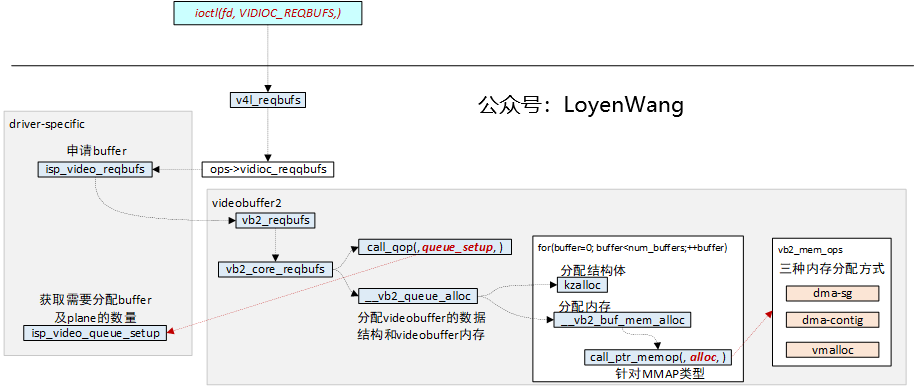 ioctl(fd, VIDIOC_REQBUFS,)
v4l_reqbufs
公众号：LoyenWang
driver-specific
申请buffer
isp_video_reqbufs
ops->vidioc_reqqbufs
videobuffer2
vb2_reqbufs
call_qop(, queue_setup, )
vb2_core_reqbufs
__vb2_queue_alloc
分配videobuffer的数据
结构和videobuffer内存
获取需要分配buffer
及plane的数量
isp_video_queue_setup
for(buffer=0; buffer<num_buffers;++buffer)
分配结构体
kzalloc
分配内存
__vb2_buf_mem_alloc
call_ptr_memop(, alloc, )
针对MMAP类型
vb2_mem_ops
三种内存分配方式
dma-sg
dma-contig
vmalloc